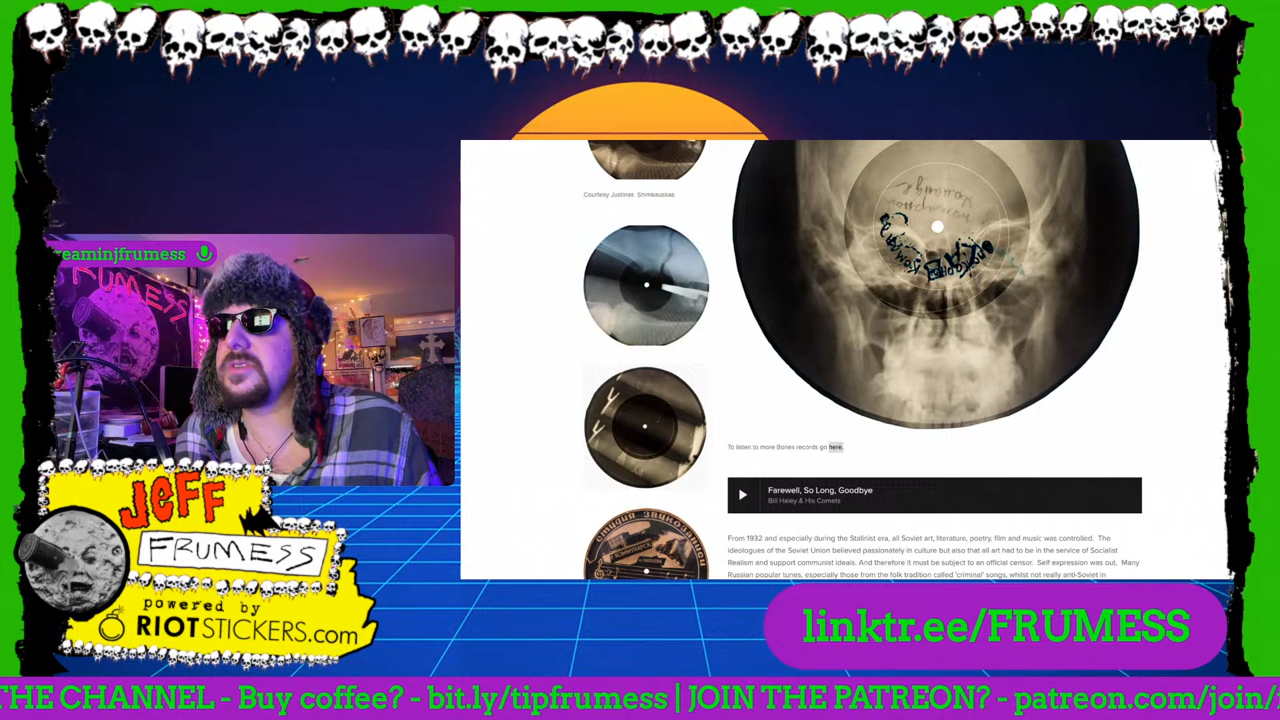 Courtesy Justinas Shimkauskas
eaminjfrumess
FRUMESS
To listen to more Bones records go here.
Farewell, So Long, Goodbye
Bill Haley & His Comets
СТУДИЯ ЗВУКОЗАПИСИ
From 1932 and especially during the Stalinist era, all Soviet art, literature, poetry, film and music was controlled. The
ideologues of the Soviet Union believed passionately in culture but also that all art had to be in the service of Socialist
Realism and support communist ideals. And therefore it must be subject to an official censor. Self expression was out. Many
Russian popular tunes, especially those from the folk tradition called 'criminal' songs, whilst not really anti-Soviet in
JEFF
FRUMESS
powered by
RIOTSTICKERS.com
linktr.ee/FRUMESS
THE CHANNEL - Buy coffee? - bit.ly/tipfrumess | JOIN THE PATREON? - patreon.com/join/